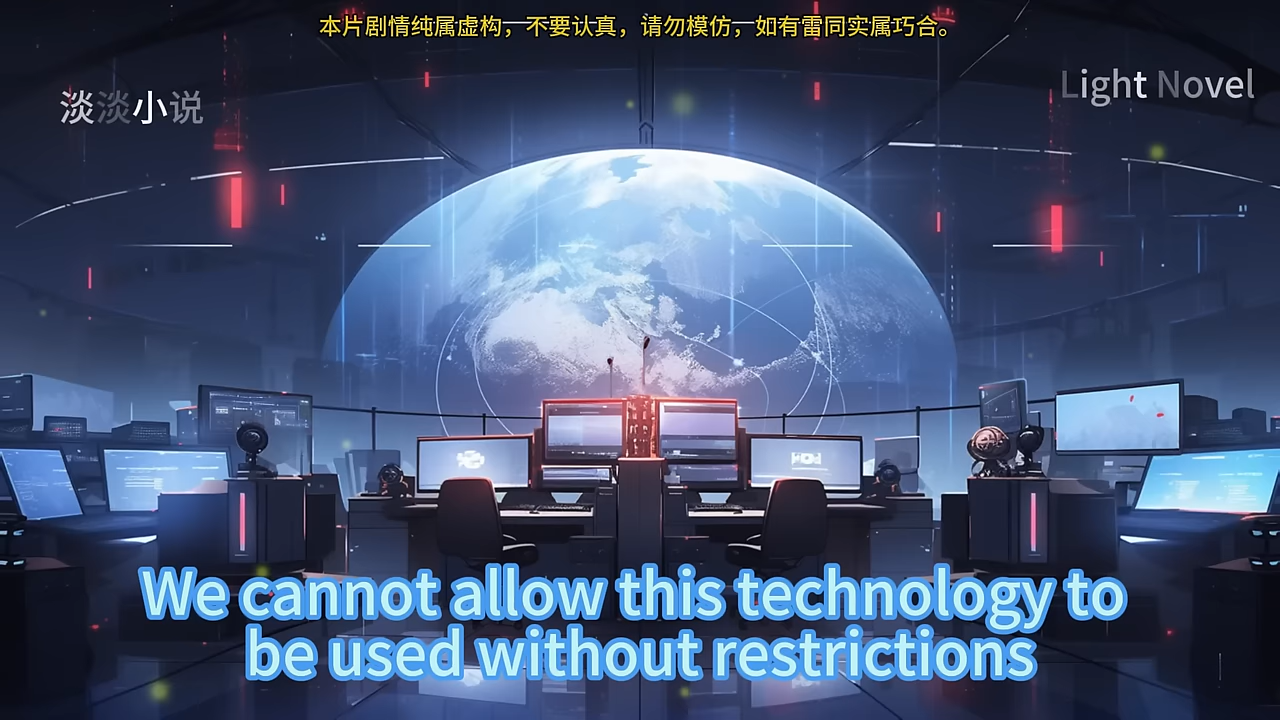 本片剧情纯属虚构，不要认真，请勿模仿，如有雷同实属巧合。
淡淡小说
Light Novel
We cannot allow this technology to
be used without restrictions